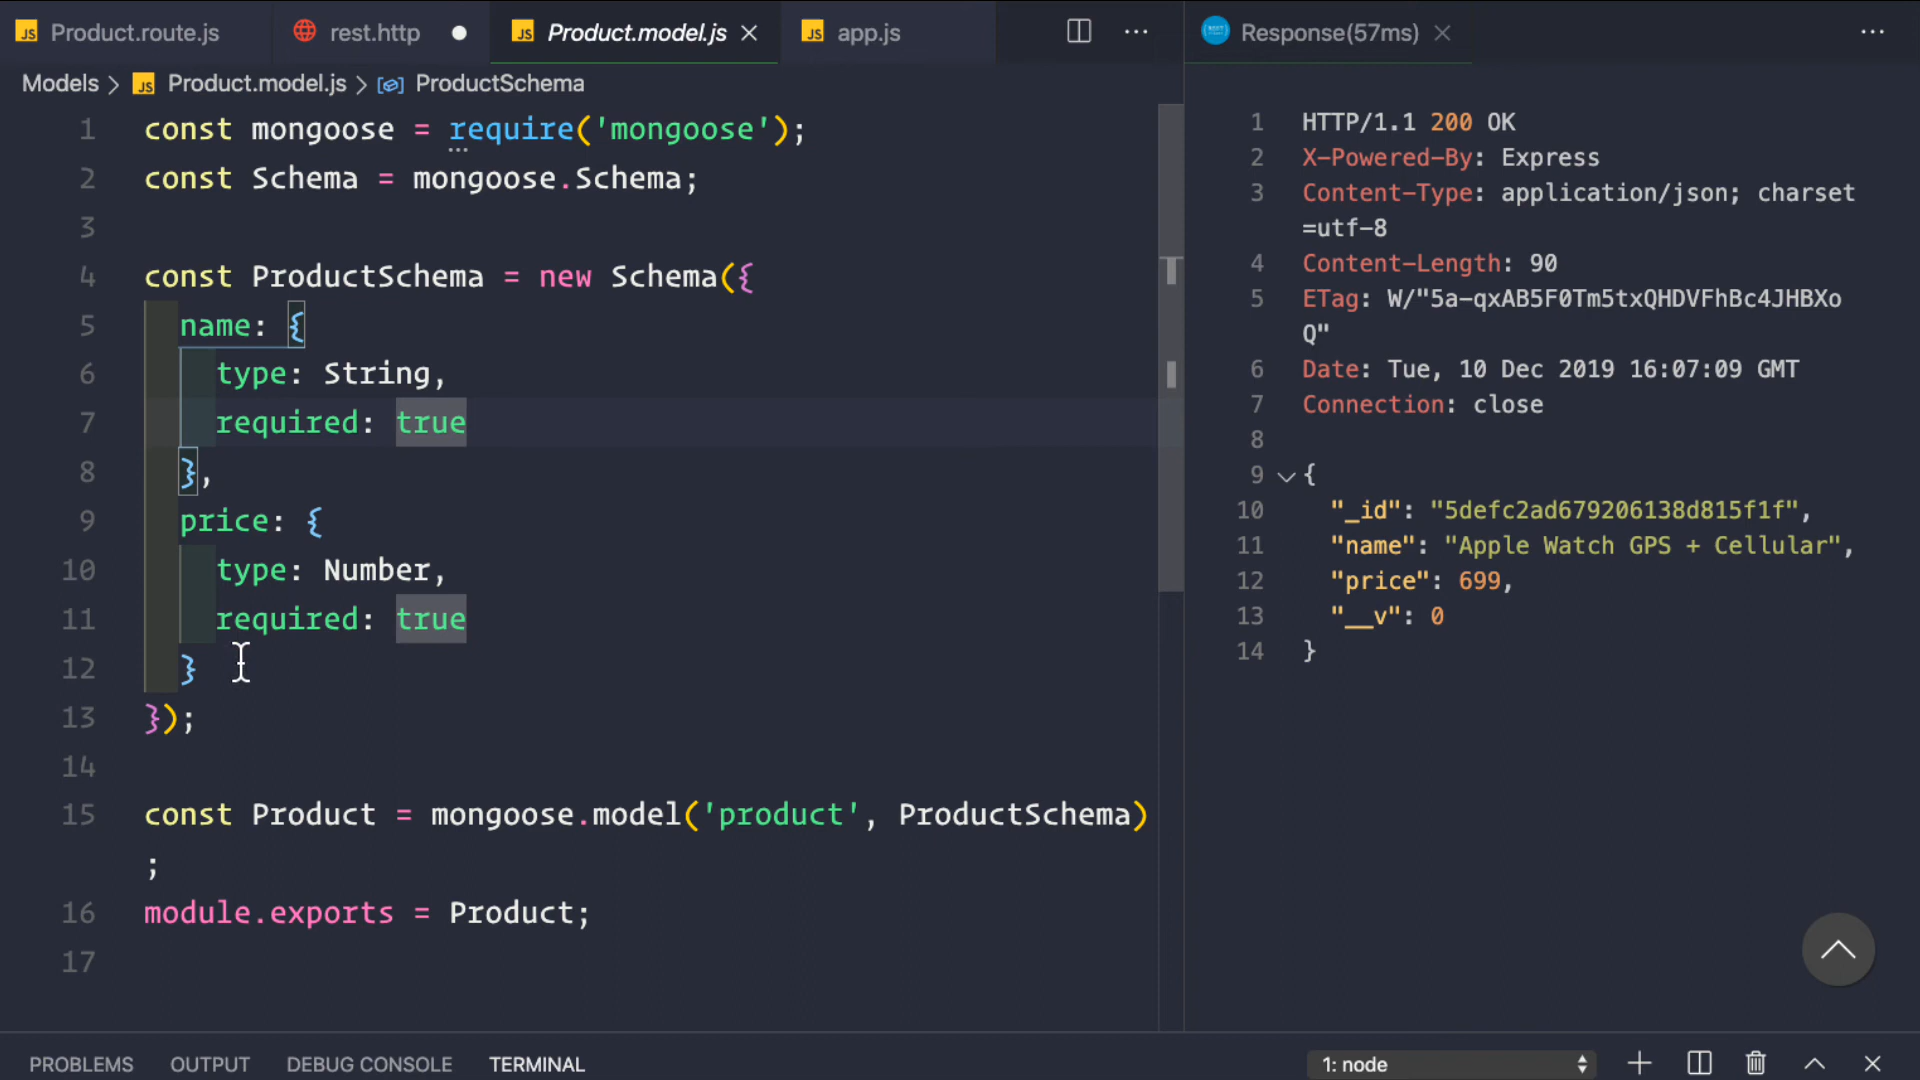 JS Product.route.js rest.http JS Product.model.js JS app.js
Models > JS Product.model.js > ProductSchema
1 const mongoose = require('mongoose');
2 const Schema = mongoose.Schema;
3
4 const ProductSchema = new Schema({
5 name: {
6 type: String,
7 required: true
8 },
9 price: {
10 type: Number,
11 required: true
12 }
13 });
14
15 const Product = mongoose.model('product', ProductSchema)
;
16 module.exports = Product;
17
Response(57ms)
1 HTTP/1.1 200 OK
2 X-Powered-By: Express
3 Content-Type: application/json; charset
=utf-8
4 Content-Length: 90
5 ETag: W/"5a-qxAB5F0Tm5txQHDVFhBc4JHBXo
Q"
6 Date: Tue, 10 Dec 2019 16:07:09 GMT
7 Connection: close
8
9 {
10 "_id": "5defc2ad679206138d815f1f",
11 "name": "Apple Watch GPS + Cellular",
12 "price": 699,
13 "__v": 0
14 }
PROBLEMS OUTPUT DEBUG CONSOLE TERMINAL 1: node